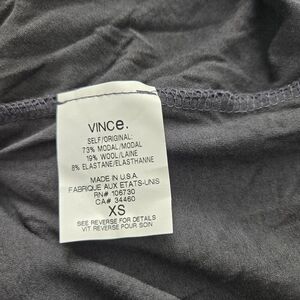 VINCe.
SELF/ORIGINAL:
73% MODAL/MODAL
19% WOOL/LAINE
8% ELASTANE/ELASTHANNE
MADE IN U.S.A.
FABRIQUE AUX ETATS-UNIS
RN# 106730
CA# 34460
XS
SEE REVERSE FOR DETAILS
VIT REVERSE POUR SOIN